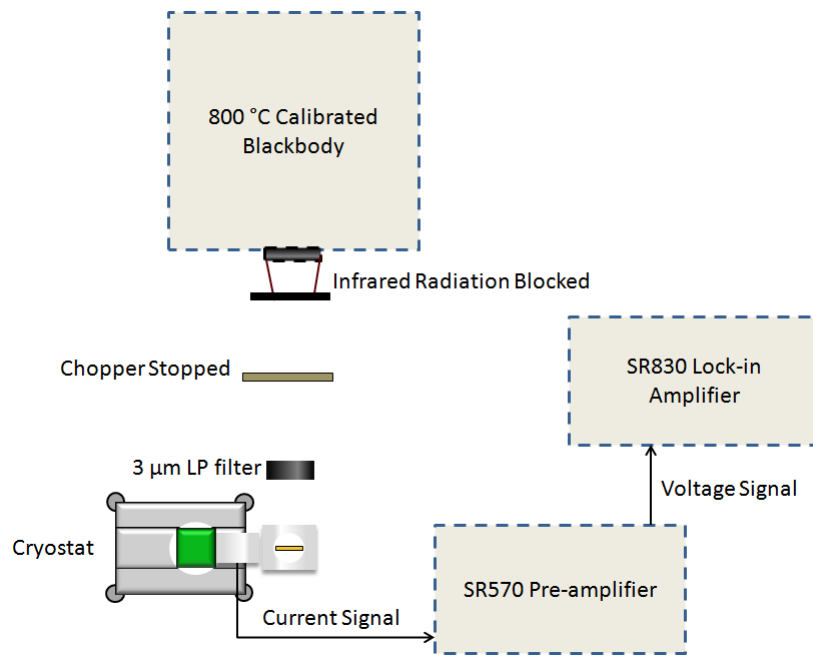 800 °C Calibrated
Blackbody
Infrared Radiation Blocked
Chopper Stopped
SR830 Lock-in
Amplifier
3 μm LP filter
Voltage Signal
Cryostat
SR570 Pre-amplifier
Current Signal